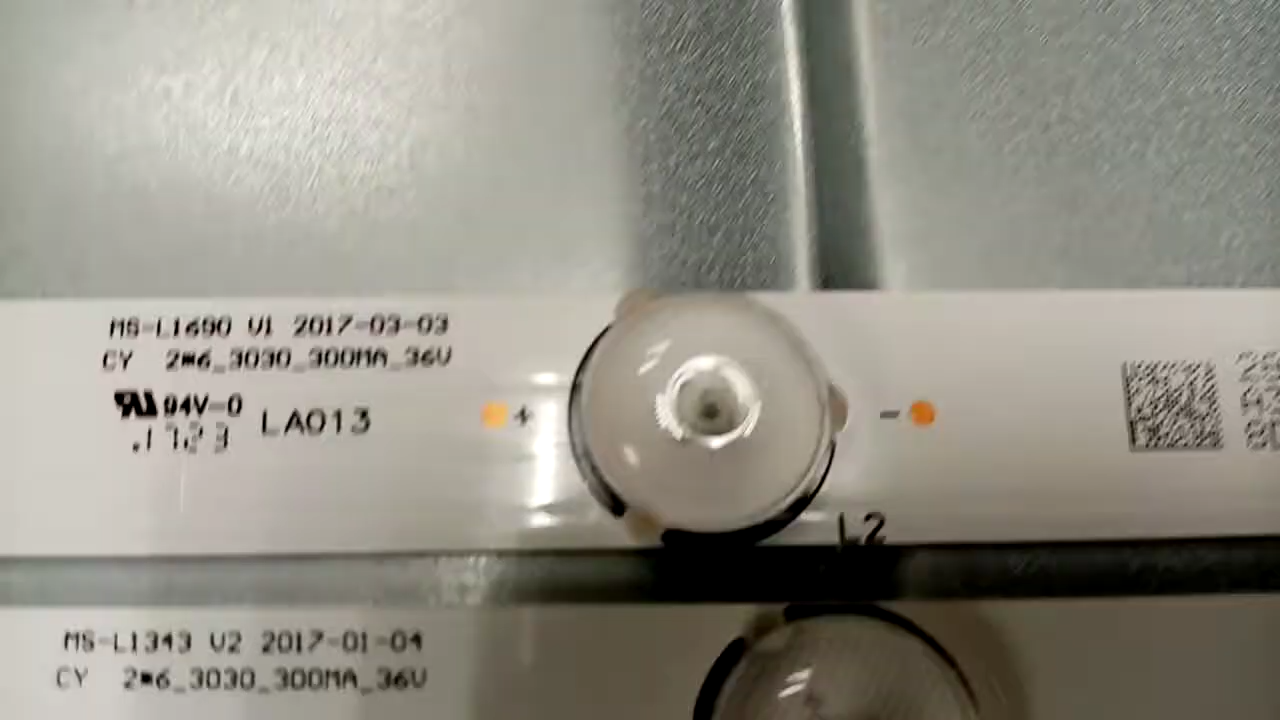 MS-L1690 V1 2017-03-03
CY 2*6_3030_300MA_36V
94V-0 LA013
1723
+
-
L2
MS-L1343 V2 2017-01-04
CY 2*6_3030_300MA_36V